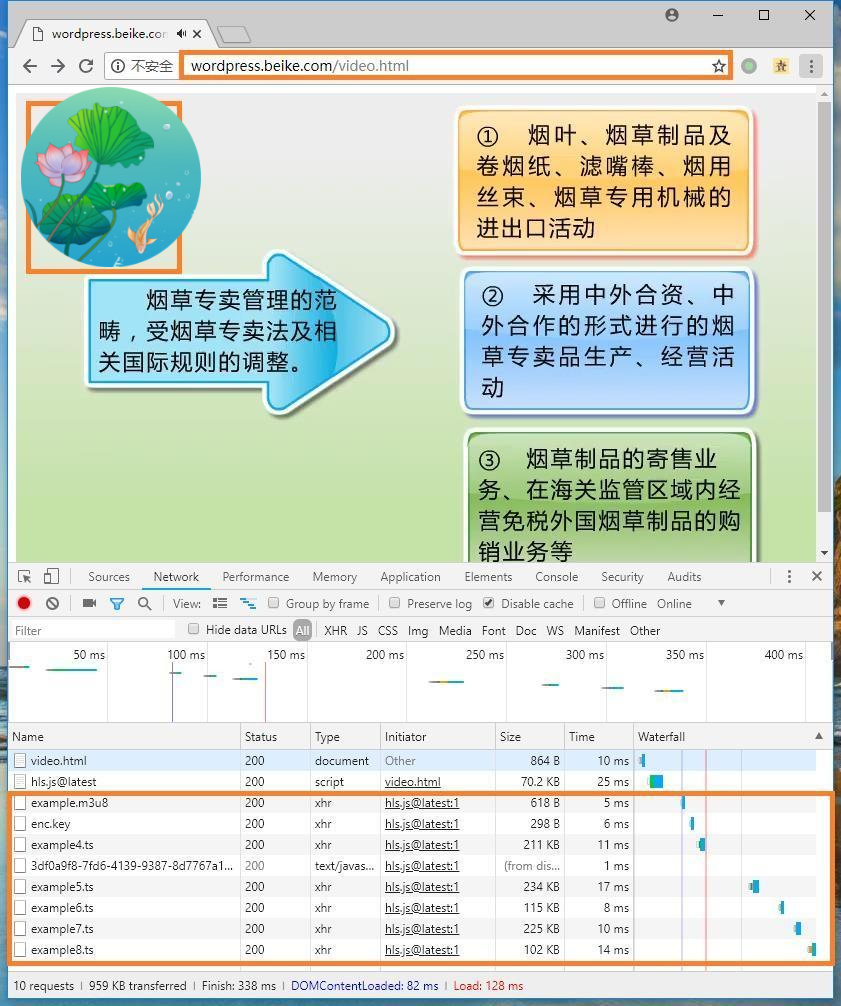 wordpress.beike.com
不安全
wordpress.beike.com/video.html
① 烟叶、烟草制品及
卷烟纸、滤嘴棒、烟用
丝束、烟草专用机械的
进出口活动
烟草专卖管理的范
畴，受烟草专卖法及相
关国际规则的调整。
② 采用中外合资、中
外合作的形式进行的烟
草专卖品生产、经营活
动
③ 烟草制品的寄售业
务、在海关监管区域内经
营免税外国烟草制品的购
销业务等
Sources Network Performance Memory Application Elements Console Security Audits
View: Group by frame Preserve log Disable cache Offline Online
Filter Hide data URLs All XHR JS CSS Img Media Font Doc WS Manifest Other
50 ms 100 ms 150 ms 200 ms 250 ms 300 ms 350 ms 400 ms
Name Status Type Initiator Size Time Waterfall
video.html 200 document Other 864 B 10 ms
hls.js@latest 200 script video.html 70.2 KB 25 ms
example.m3u8 200 xhr hls.js@latest:1 618 B 5 ms
enc.key 200 xhr hls.js@latest:1 298 B 6 ms
example4.ts 200 xhr hls.js@latest:1 211 KB 11 ms
3df0a9f8-7fd6-4139-9387-8d7767a1... 200 text/javas... hls.js@latest:1 (from dis... 1 ms
example5.ts 200 xhr hls.js@latest:1 234 KB 17 ms
example6.ts 200 xhr hls.js@latest:1 115 KB 8 ms
example7.ts 200 xhr hls.js@latest:1 225 KB 10 ms
example8.ts 200 xhr hls.js@latest:1 102 KB 14 ms
10 requests | 959 KB transferred | Finish: 338 ms | DOMContentLoaded: 82 ms | Load: 128 ms